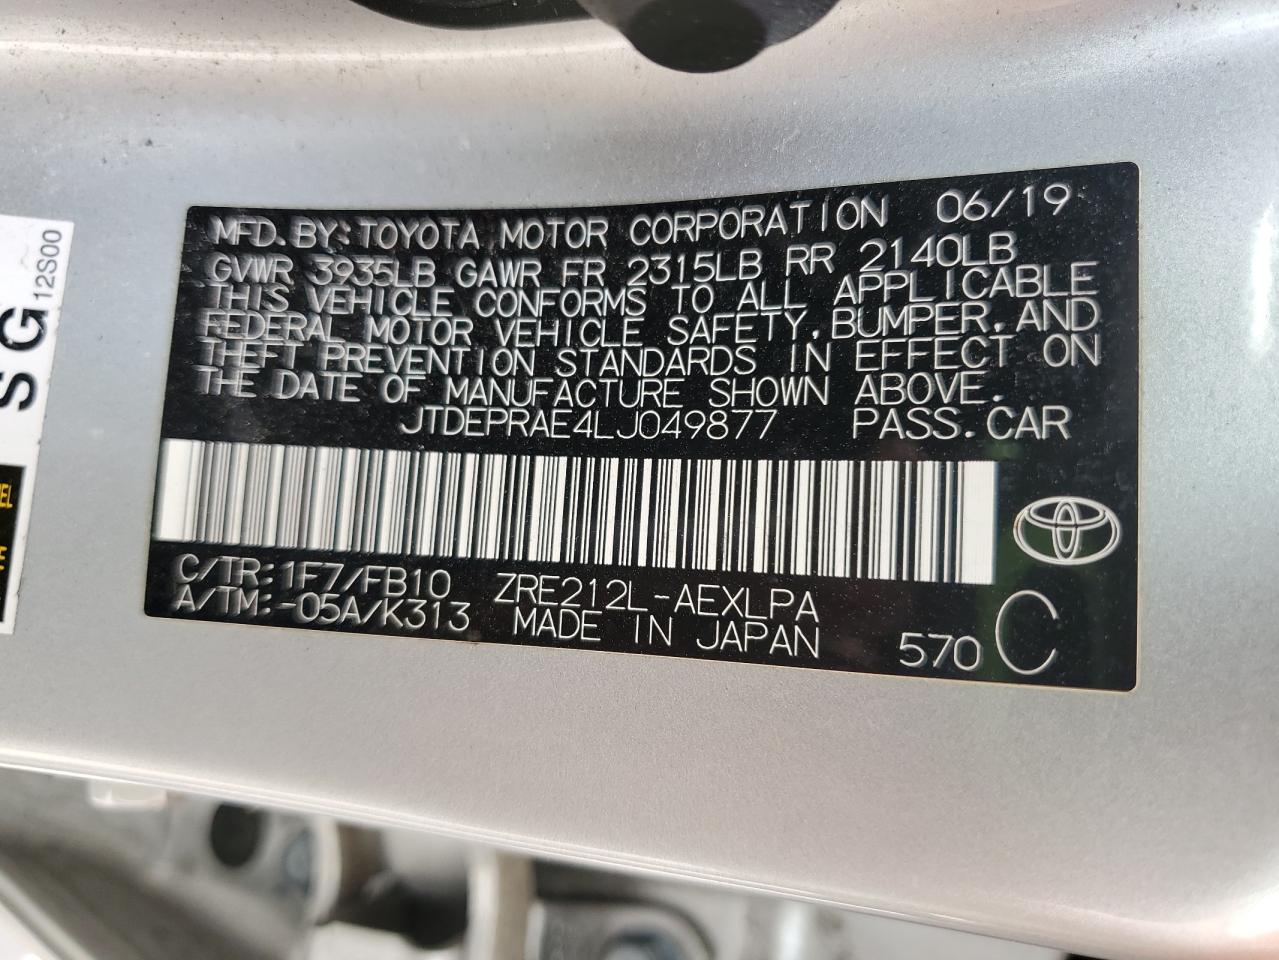 MFD.BY:TOYOTA MOTOR CORPORATION 06/19
GVWR 3935LB GAWR FR 2315LB RR 2140LB
THIS VEHICLE CONFORMS TO ALL APPLICABLE
FEDERAL MOTOR VEHICLE SAFETY,BUMPER,AND
THEFT PREVENTION STANDARDS IN EFFECT ON
THE DATE OF MANUFACTURE SHOWN ABOVE.
JTDEPRAE4LJ049877 PASS.CAR
C/TR:1F7/FB10 ZRE212L-AEXLPA
A/TM:-05A/K313 MADE IN JAPAN 570 C
12S00